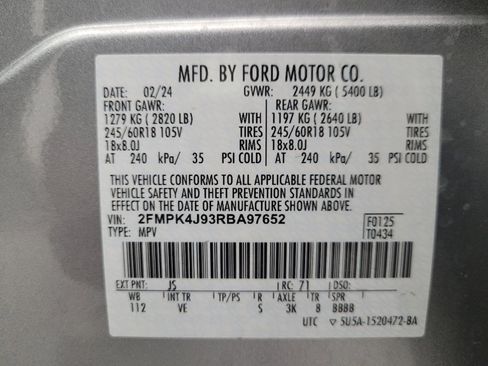 MFD. BY FORD MOTOR CO.
DATE: 02/24 GVWR: 2449 KG ( 5400 LB)
FRONT GAWR: REAR GAWR:
1279 KG ( 2820 LB) WITH 1197 KG ( 2640 LB) WITH
245/60R18 105V TIRES 245/60R18 105V TIRES
18x8.0J RIMS 18x8.0J RIMS
AT 240 kPa/ 35 PSI COLD AT 240 kPa/ 35 PSI COLD
THIS VEHICLE CONFORMS TO ALL APPLICABLE FEDERAL MOTOR
VEHICLE SAFETY AND THEFT PREVENTION STANDARDS IN
EFFECT ON THE DATE OF MANUFACTURE SHOWN ABOVE.
VIN: 2FMPK4J93RBA97652 F0125
TYPE: MPV T0434
EXT PNT: JS RC: 71 DSO:
WB INT TR TP/PS R AXLE TR SPR
112 VE S 3K 8 BBBB
UTC ▽ 5U5A-1520472-BA